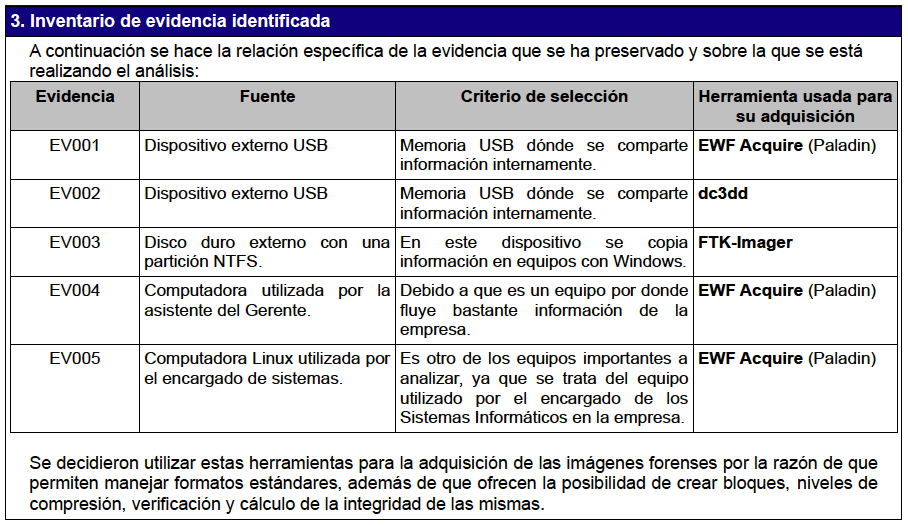 3. Inventario de evidencia identificada
A continuación se hace la relación específica de la evidencia que se ha preservado y sobre la que se está
realizando el análisis:
Evidencia Fuente Criterio de selección Herramienta usada para
su adquisición
EV001 Dispositivo externo USB Memoria USB dónde se comparte EWF Acquire (Paladin)
información internamente.
EV002 Dispositivo externo USB Memoria USB dónde se comparte dc3dd
información internamente.
EV003 Disco duro externo con una En este dispositivo se copia FTK-Imager
partición NTFS. información en equipos con Windows.
EV004 Computadora utilizada por la Debido a que es un equipo por donde EWF Acquire (Paladin)
asistente del Gerente. fluye bastante información de la
empresa.
EV005 Computadora Linux utilizada por Es otro de los equipos importantes a EWF Acquire (Paladin)
el encargado de sistemas. analizar, ya que se trata del equipo
utilizado por el encargado de los
Sistemas Informáticos en la empresa.
Se decidieron utilizar estas herramientas para la adquisición de las imágenes forenses por la razón de que
permiten manejar formatos estándares, además de que ofrecen la posibilidad de crear bloques, niveles de
compresión, verificación y cálculo de la integridad de las mismas.